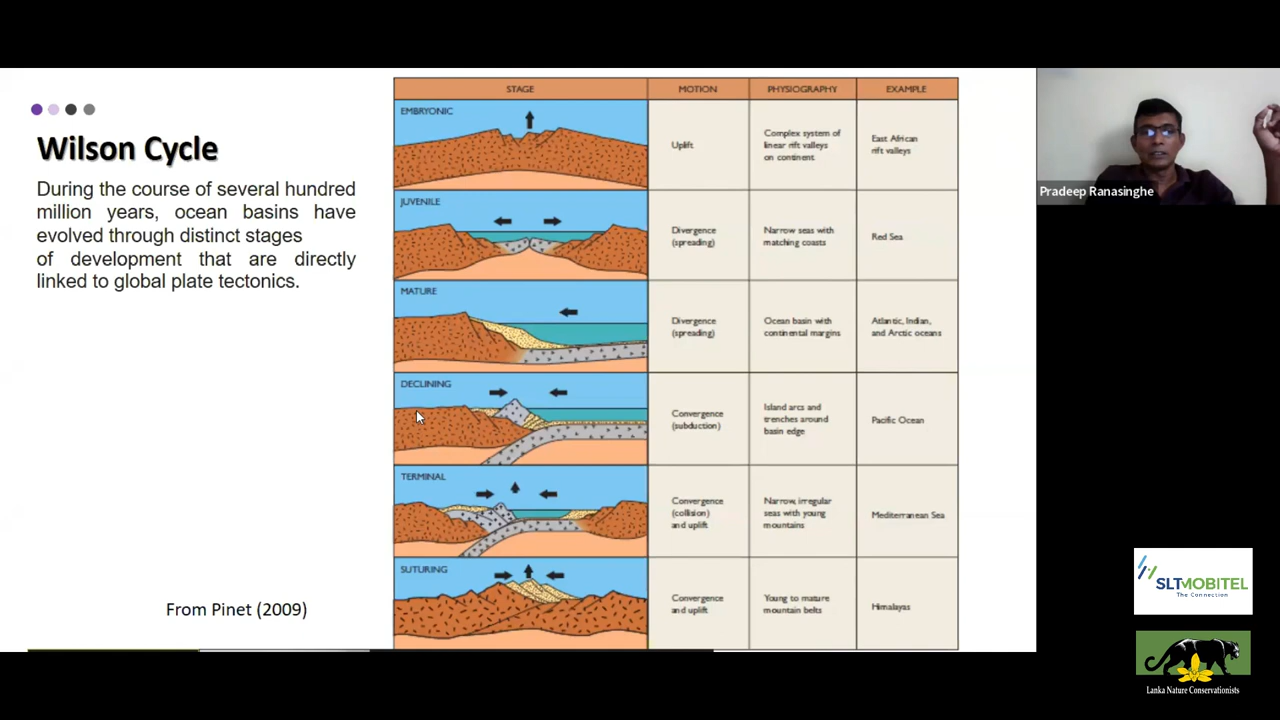 Wilson Cycle
During the course of several hundred
million years, ocean basins have
evolved through distinct stages
of development that are directly
linked to global plate tectonics.
From Pinet (2009)
STAGE MOTION PHYSIOGRAPHY EXAMPLE
EMBRYONIC
Uplift
Complex system of
linear rift valleys
on continent
East African
rift valleys
JUVENILE
Divergence
(spreading)
Narrow seas with
matching coasts
Red Sea
MATURE
Divergence
(spreading)
Ocean basin with
continental margins
Atlantic, Indian,
and Arctic oceans
DECLINING
Convergence
(subduction)
Island arcs and
trenches around
basin edge
Pacific Ocean
TERMINAL
Convergence
(collision)
and uplift
Narrow, irregular
seas with young
mountains
Mediterranean Sea
SUTURING
Convergence
and uplift
Young to mature
mountain belts
Himalayas
Pradeep Ranasinghe
SLTMOBITEL
The Connection
Lanka Nature Conservationists